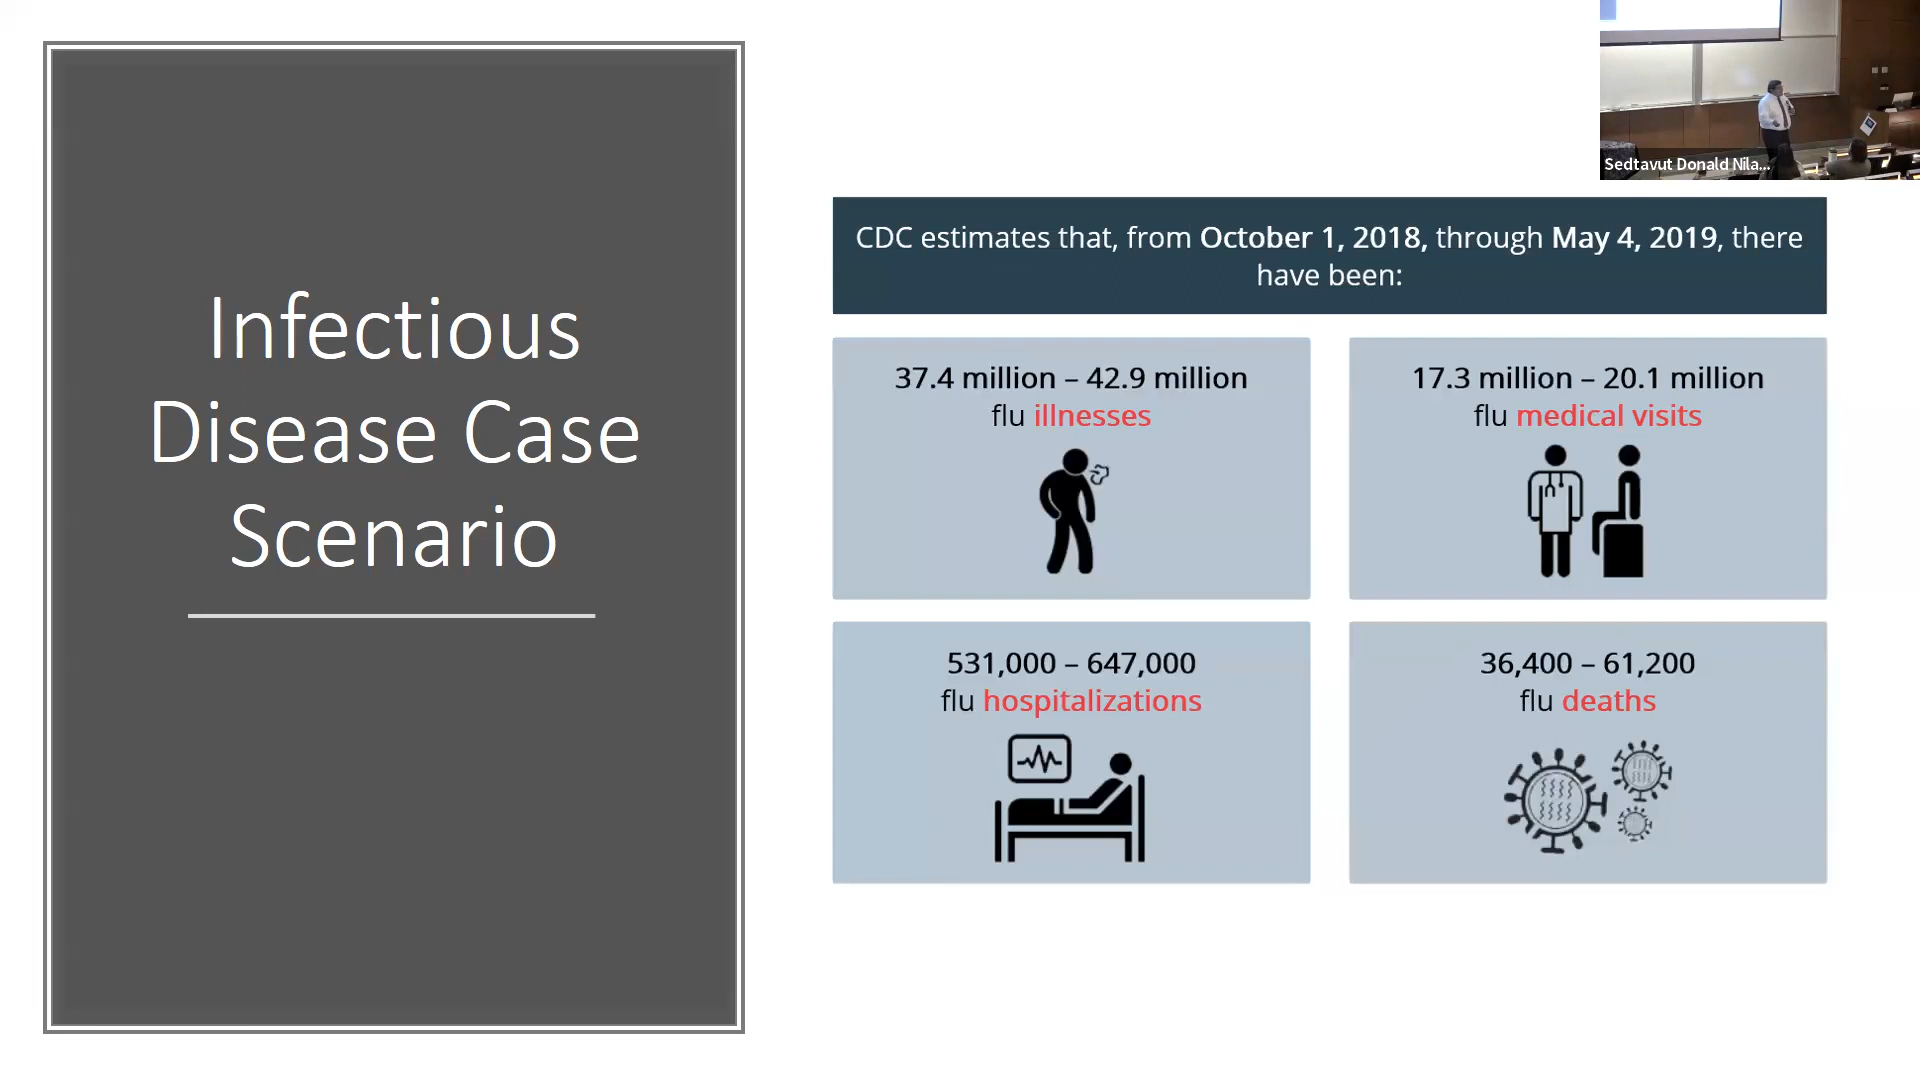 Infectious
Disease Case
Scenario
Sedtavut Donald Nila...
CDC estimates that, from October 1, 2018, through May 4, 2019, there
have been:
37.4 million – 42.9 million
flu illnesses
17.3 million – 20.1 million
flu medical visits
531,000 – 647,000
flu hospitalizations
36,400 – 61,200
flu deaths